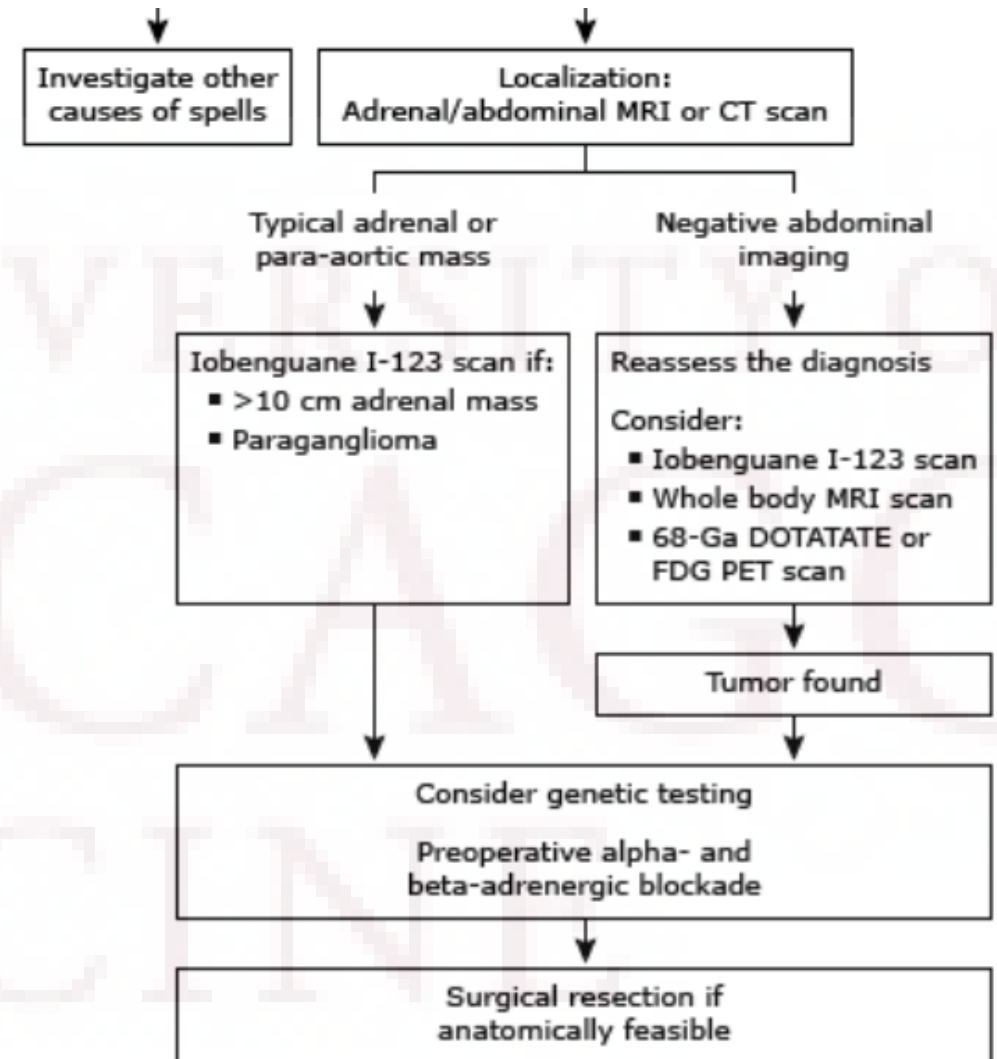 Investigate other
causes of spells
Localization:
Adrenal/abdominal MRI or CT scan
Typical adrenal or
para-aortic mass
Negative abdominal
imaging
Iobenguane I-123 scan if:
▪ >10 cm adrenal mass
▪ Paraganglioma
Reassess the diagnosis
Consider:
▪ Iobenguane I-123 scan
▪ Whole body MRI scan
▪ 68-Ga DOTATATE or
FDG PET scan
Tumor found
Consider genetic testing
Preoperative alpha- and
beta-adrenergic blockade
Surgical resection if
anatomically feasible
VERSITY O
CAGO
CINE